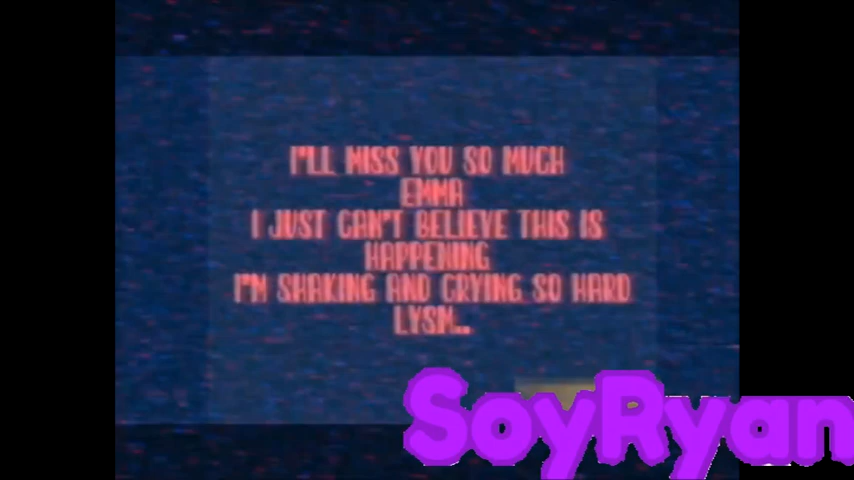 I'LL MISS YOU SO MUCH
EMMA
I JUST CAN'T BELIEVE THIS IS
HAPPENING
I'M SHAKING AND CRYING SO HARD
LYSM..
SoyRyan